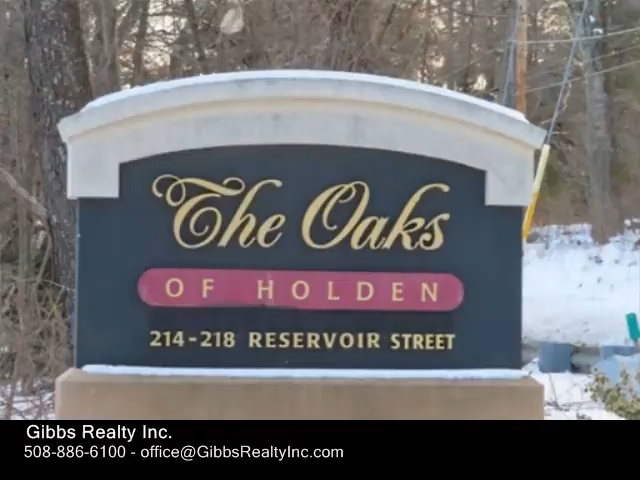 The Oaks
OF HOLDEN
214-218 RESERVOIR STREET
Gibbs Realty Inc.
508-886-6100 - office@GibbsRealtyInc.com